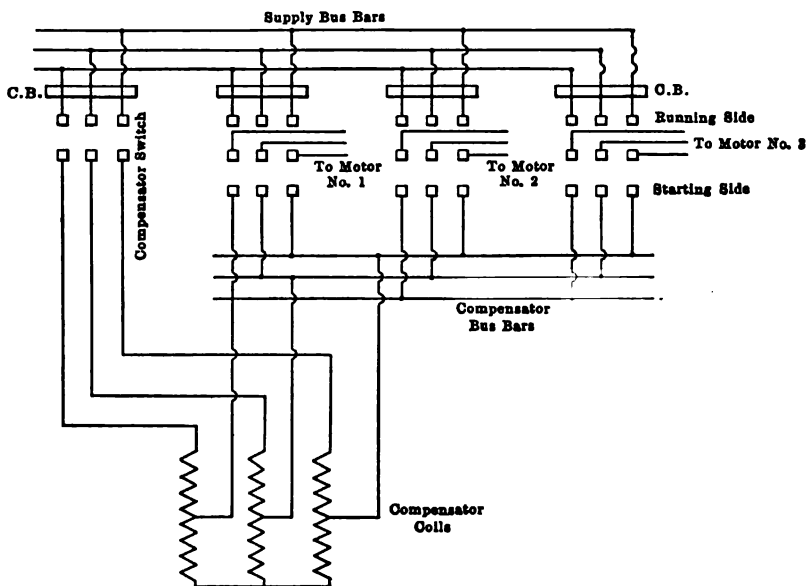 Supply Bus Bars
C.B.
C.B.
Running Side
Compensator Switch
To Motor
No. 1
To Motor
No. 2
To Motor No. 3
Starting Side
Compensator
Bus Bars
Compensator
Coils